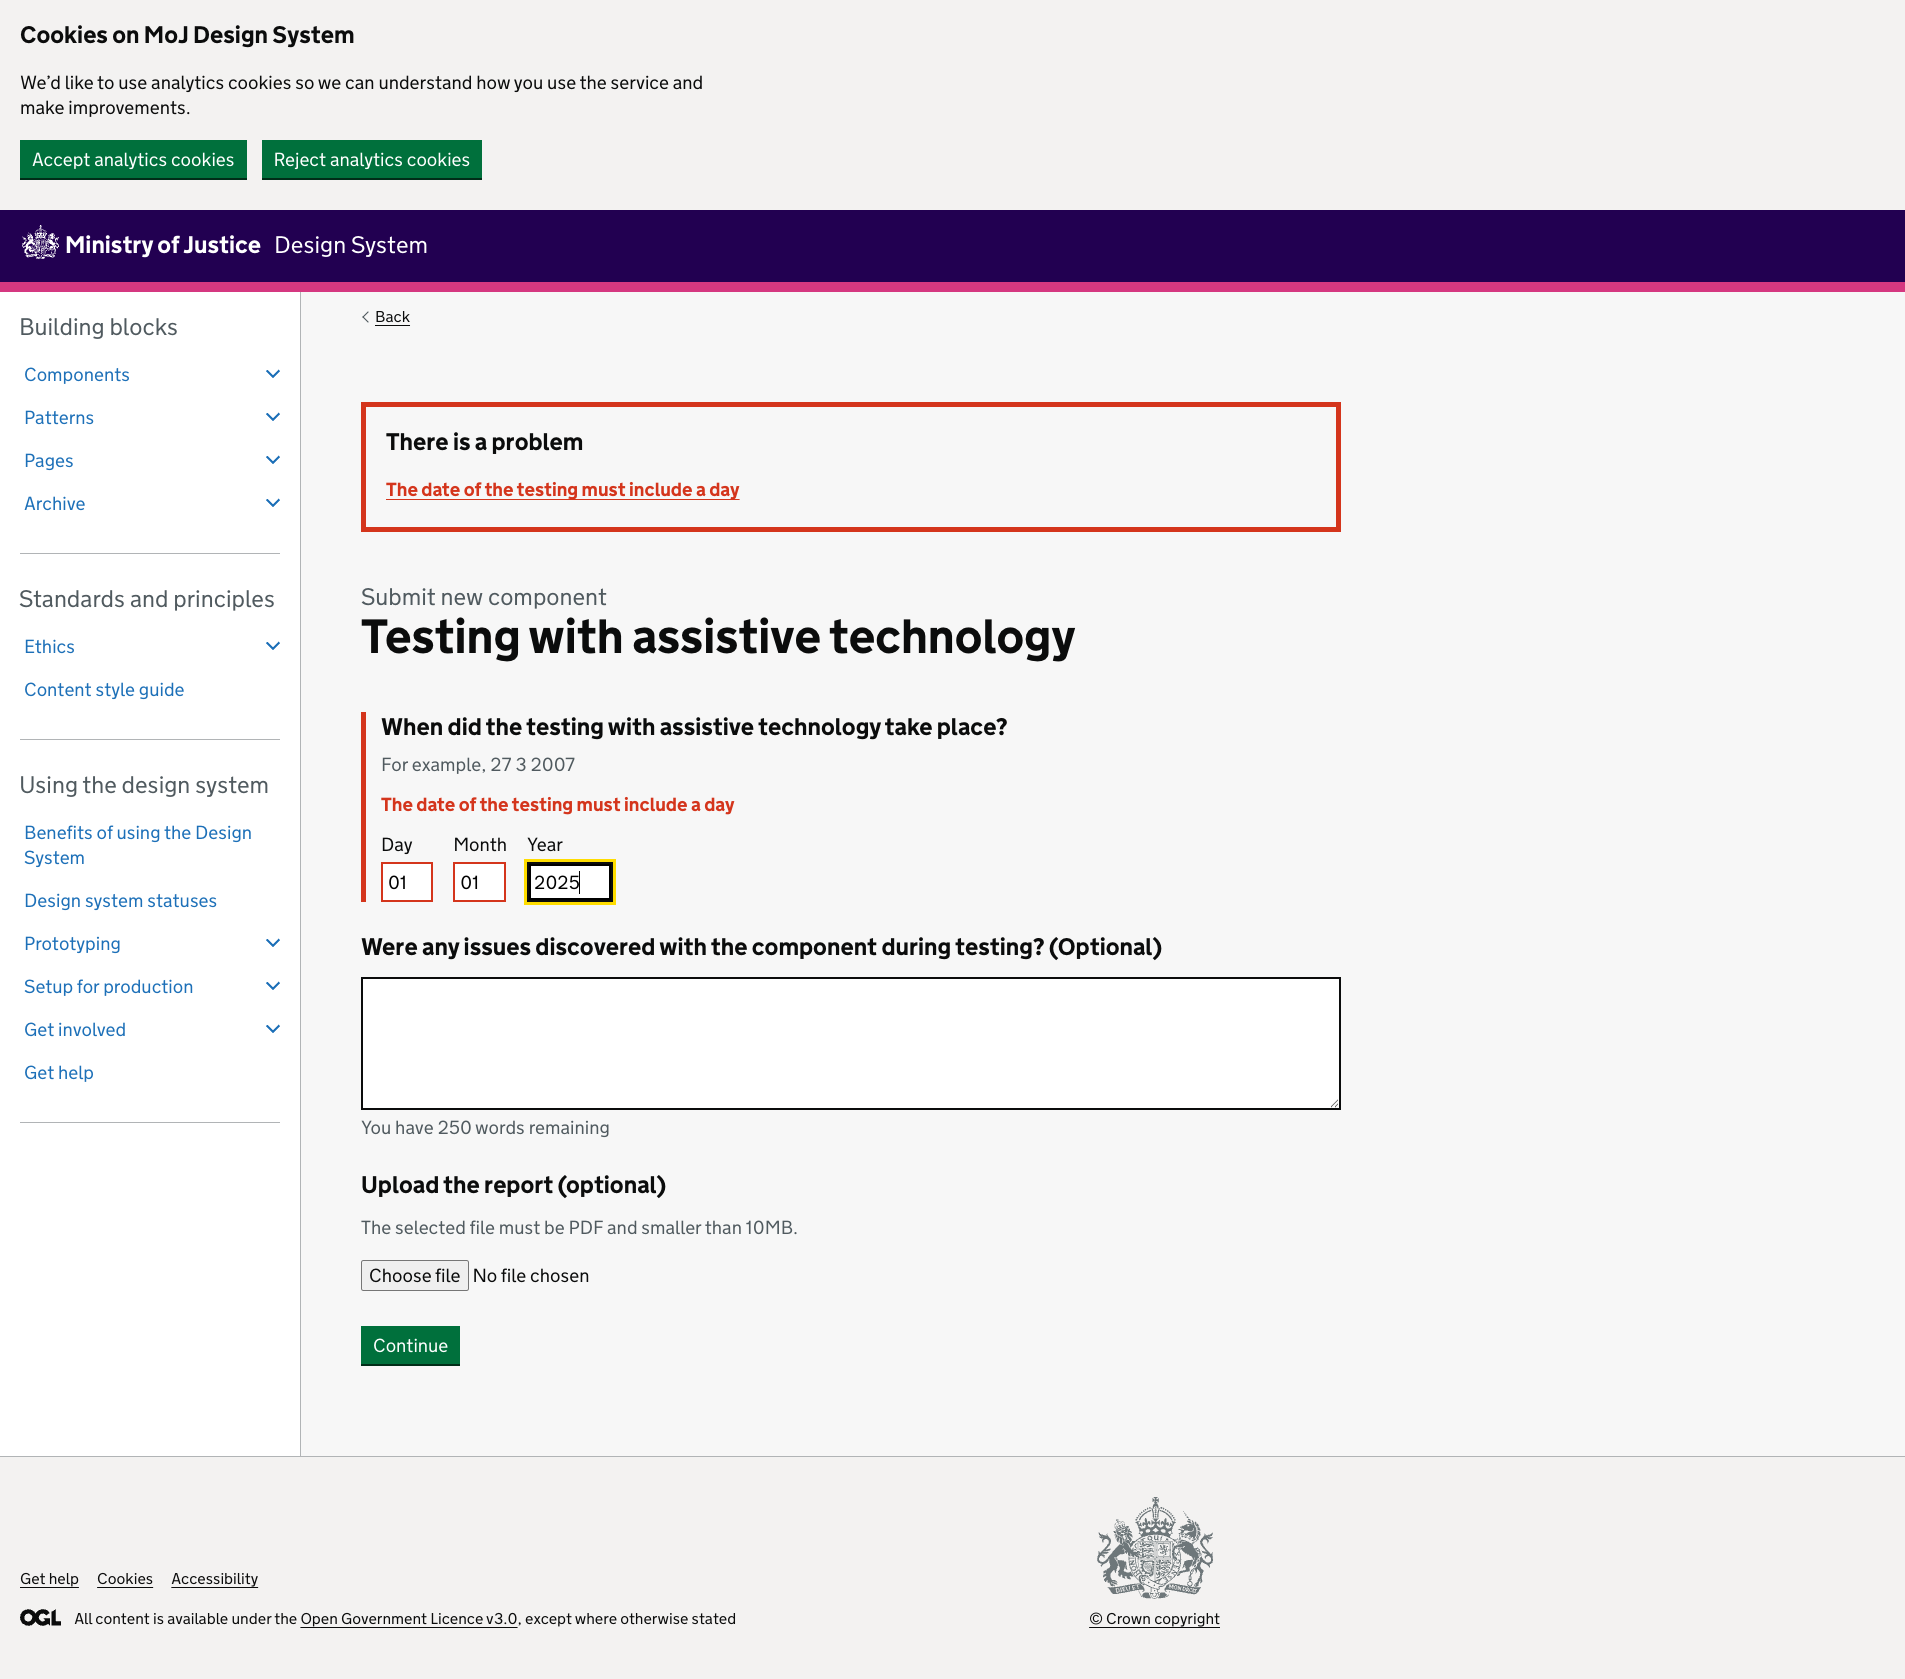 Cookies on MoJ Design System
We’d like to use analytics cookies so we can understand how you use the service and
make improvements.
Accept analytics cookies
Reject analytics cookies
Ministry of Justice Design System
Building blocks
Components
Patterns
Pages
Archive
Standards and principles
Ethics
Content style guide
Using the design system
Benefits of using the Design
System
Design system statuses
Prototyping
Setup for production
Get involved
Get help
Back
There is a problem
The date of the testing must include a day
Submit new component
Testing with assistive technology
When did the testing with assistive technology take place?
For example, 27 3 2007
The date of the testing must include a day
Day Month Year
01 01 2025
Were any issues discovered with the component during testing? (Optional)
You have 250 words remaining
Upload the report (optional)
The selected file must be PDF and smaller than 10MB.
Choose file No file chosen
Continue
Get help Cookies Accessibility
OGL All content is available under the Open Government Licence v3.0, except where otherwise stated
© Crown copyright